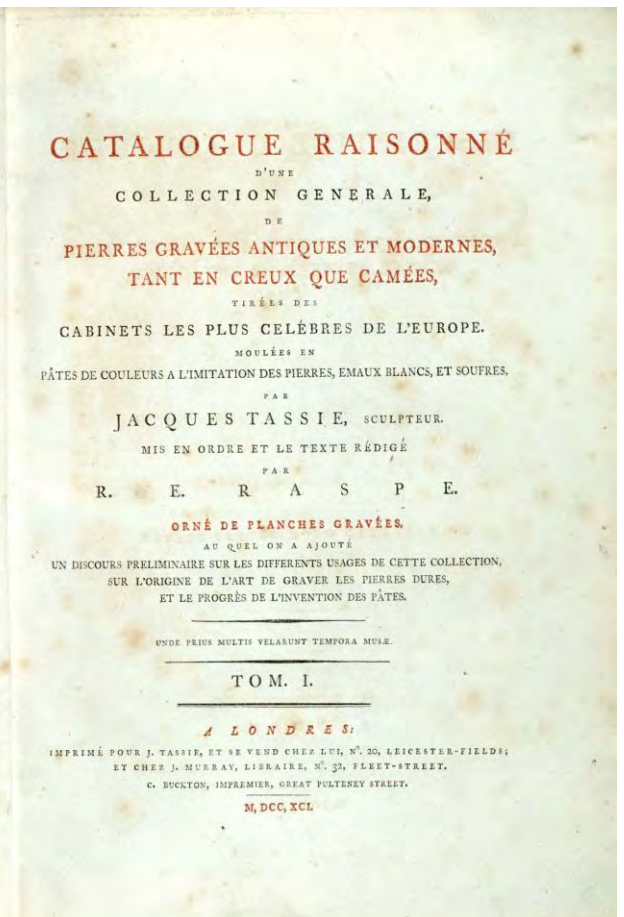 CATALOGUE RAISONNÉ
D'UNE
COLLECTION GENERALE,
DE
PIERRES GRAVÉES ANTIQUES ET MODERNES,
TANT EN CREUX QUE CAMÉES,
TIRÉES DES
CABINETS LES PLUS CELÉBRES DE L'EUROPE.
MOULÉES EN
PÂTES DE COULEURS A L'IMITATION DES PIERRES, EMAUX BLANCS, ET SOUFRES,
PAR
JACQUES TASSIE, SCULPTEUR.
MIS EN ORDRE ET LE TEXTE RÉDIGÉ
PAR
R. E. RASPE.
ORNÉ DE PLANCHES GRAVÉES.
AU QUEL ON A AJOUTÉ
UN DISCOURS PRELIMINAIRE SUR LES DIFFERENTS USAGES DE CETTE COLLECTION,
SUR L'ORIGINE DE L'ART DE GRAVER LES PIERRES DURES,
ET LE PROGRÈS DE L'INVENTION DES PÂTES.
UNDE PRIUS MULTIS VELARUNT TEMPORA MUSÆ.
TOM. I.
A LONDRES:
IMPRIMÉ POUR J. TASSIE, ET SE VEND CHEZ LUI, N°. 20, LEICESTER-FIELDS;
ET CHEZ J. MURRAY, LIBRAIRE, N°. 32, FLEET-STREET.
C. BUCKTON, IMPREMIER, GREAT PULTENEY STREET.
M,DCC,XCI.